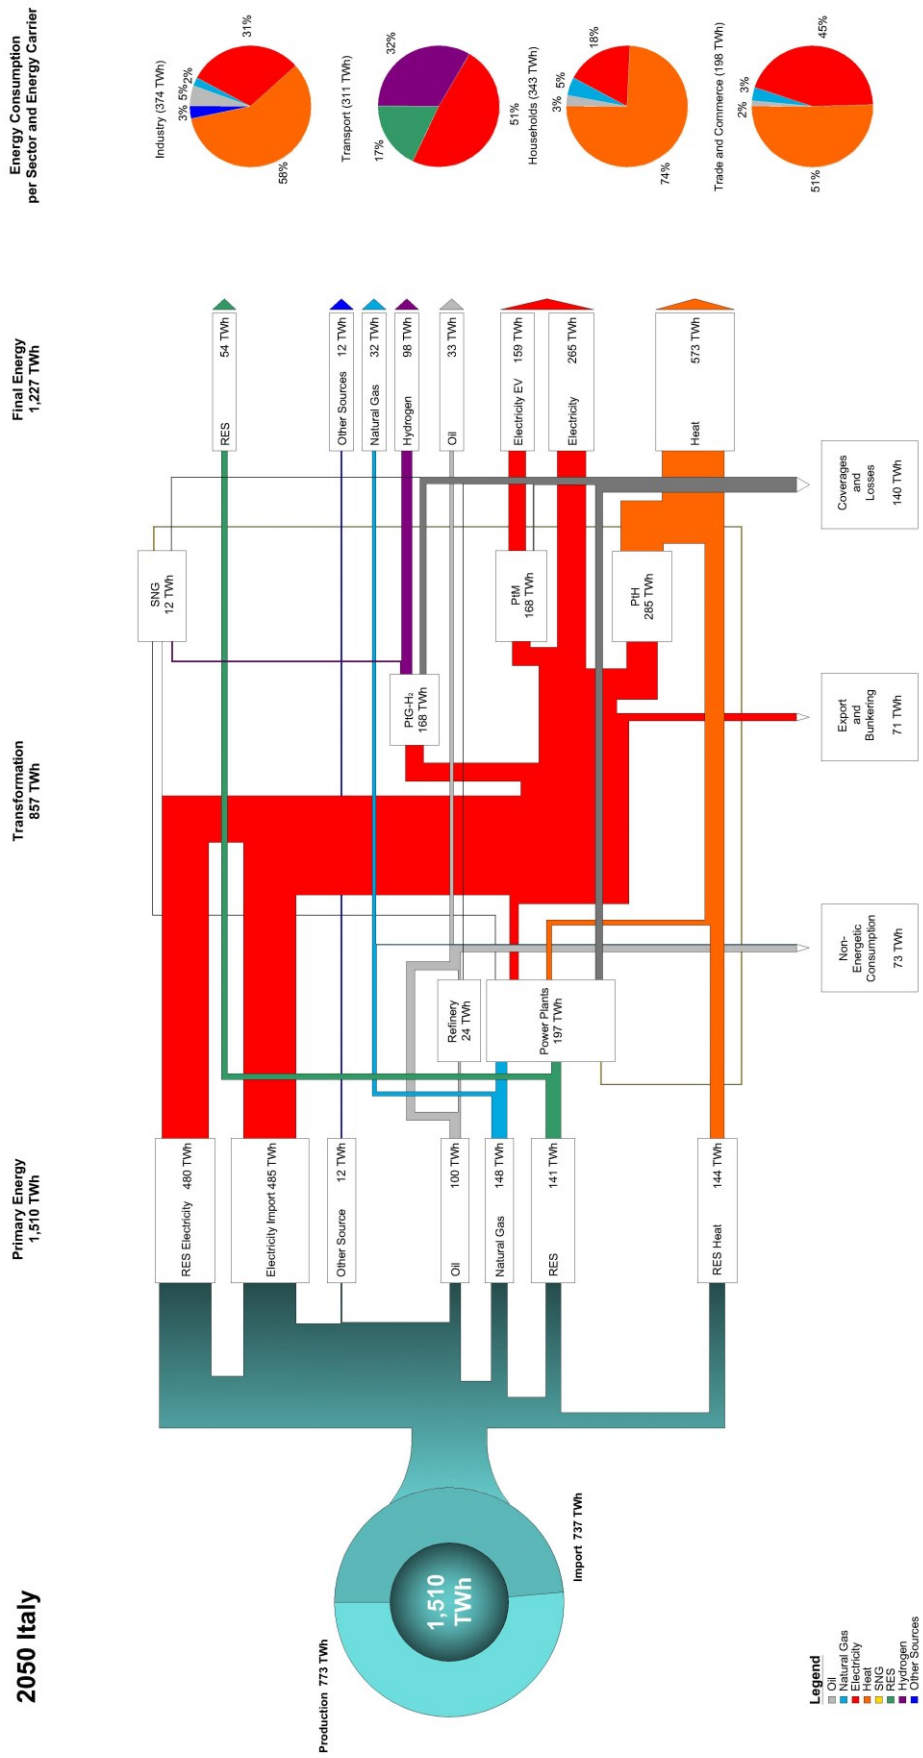 2050 Italy
Primary Energy
1,510 TWh
Transformation
857 TWh
Final Energy
1,227 TWh
Energy Consumption
per Sector and Energy Carrier
Production 773 TWh
1,510
TWh
Import 737 TWh
RES Electricity 480 TWh
Electricity Import 485 TWh
Other Source 12 TWh
Oil 100 TWh
Natural Gas 148 TWh
RES 141 TWh
RES Heat 144 TWh
Refinery
24 TWh
Power Plants
197 TWh
SNG
12 TWh
PtG-H₂
168 TWh
PtM
168 TWh
PtH
285 TWh
RES 54 TWh
Other Sources 12 TWh
Natural Gas 32 TWh
Hydrogen 98 TWh
Oil 33 TWh
Electricity EV 159 TWh
Electricity 265 TWh
Heat 573 TWh
Non-
Energetic
Consumption
73 TWh
Export
and
Bunkering
71 TWh
Coverages
and
Losses
140 TWh
Industry (374 TWh)
3% 5% 2%
31%
58%
Transport (311 TWh)
17%
32%
51%
Households (343 TWh)
3% 5%
18%
74%
Trade and Commerce (198 TWh)
2% 3%
45%
51%
Legend
Oil
Natural Gas
Electricity
Heat
SNG
RES
Hydrogen
Other Sources